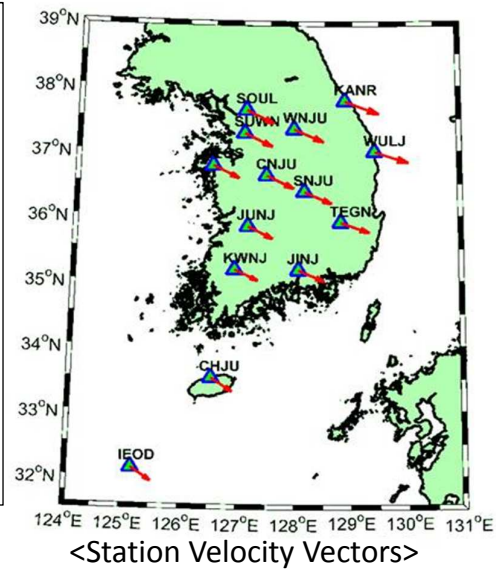 39°N
38°N
37°N
36°N
35°N
34°N
33°N
32°N
KANR
SOUL
SUWN
WNJU
WULJ
S
CNJU
SNJU
JUNJ
TEGN
KWNJ
JINJ
CHJU
IEOD
124°E 125°E 126°E 127°E 128°E 129°E 130°E 131°E
<Station Velocity Vectors>